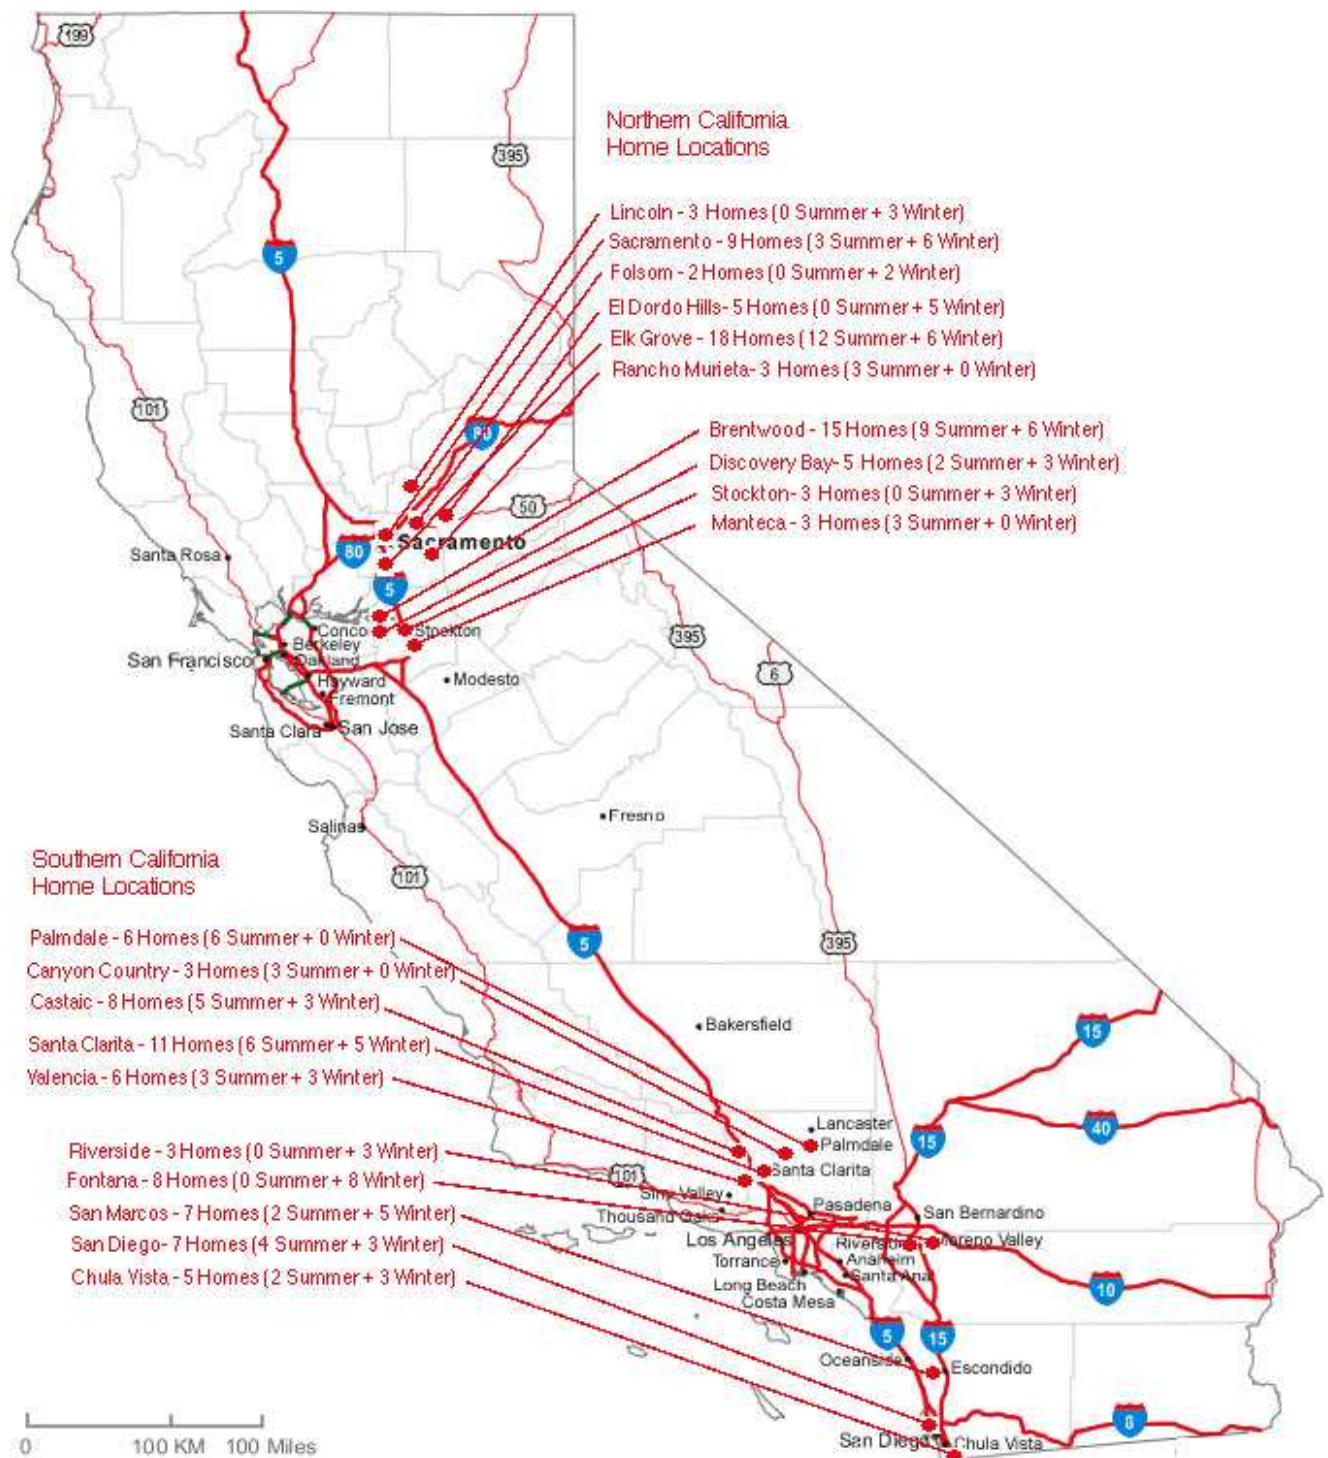 199
Northern California
Home Locations
395
Lincoln - 3 Homes (0 Summer + 3 Winter)
Sacramento - 9 Homes (3 Summer + 6 Winter)
5
Folsom - 2 Homes (0 Summer + 2 Winter)
El Dordo Hills- 5 Homes (0 Summer + 5 Winter)
Elk Grove - 18 Homes (12 Summer + 6 Winter)
Rancho Murieta- 3 Homes (3 Summer + 0 Winter)
101
80
Brentwood - 15 Homes (9 Summer + 6 Winter)
Discovery Bay- 5 Homes (2 Summer + 3 Winter)
Stockton- 3 Homes (0 Summer + 3 Winter)
Manteca - 3 Homes (3 Summer + 0 Winter)
50
Sacramento
80
Santa Rosa
5
Conco
Stockton
Berkeley
395
San Francisco
Oakland
6
Hayward
Modesto
Fremont
Santa Clara
San Jose
Fresno
Salinas
Southern California
Home Locations
101
Palmdale - 6 Homes (6 Summer + 0 Winter)
5
395
Canyon Country - 3 Homes (3 Summer + 0 Winter)
Castaic - 8 Homes (5 Summer + 3 Winter)
Bakersfield
15
Santa Clarita - 11 Homes (6 Summer + 5 Winter)
Valencia - 6 Homes (3 Summer + 3 Winter)
Lancaster
40
15
Palmdale
Riverside - 3 Homes (0 Summer + 3 Winter)
Santa Clarita
101
Fontana - 8 Homes (0 Summer + 8 Winter)
Simi Valley
Pasadena
San Marcos - 7 Homes (2 Summer + 5 Winter)
Thousand Oaks
San Bernardino
San Diego- 7 Homes (4 Summer + 3 Winter)
Los Angeles
Riverside
Moreno Valley
Torrance
Anaheim
Chula Vista - 5 Homes (2 Summer + 3 Winter)
Santa Ana
Long Beach
10
Costa Mesa
5
15
Oceanside
Escondido
8
San Diego
Chula Vista
0
100 KM
100 Miles